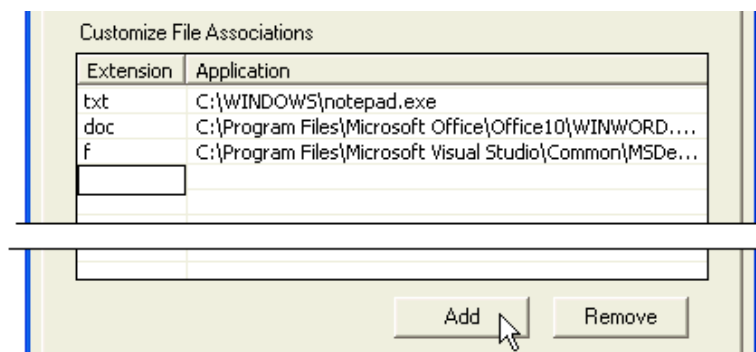 Customize File Associations
Extension Application
txt C:\WINDOWS\notepad.exe
doc C:\Program Files\Microsoft Office\Office10\WINWORD....
f C:\Program Files\Microsoft Visual Studio\Common\MSDe...
Add Remove